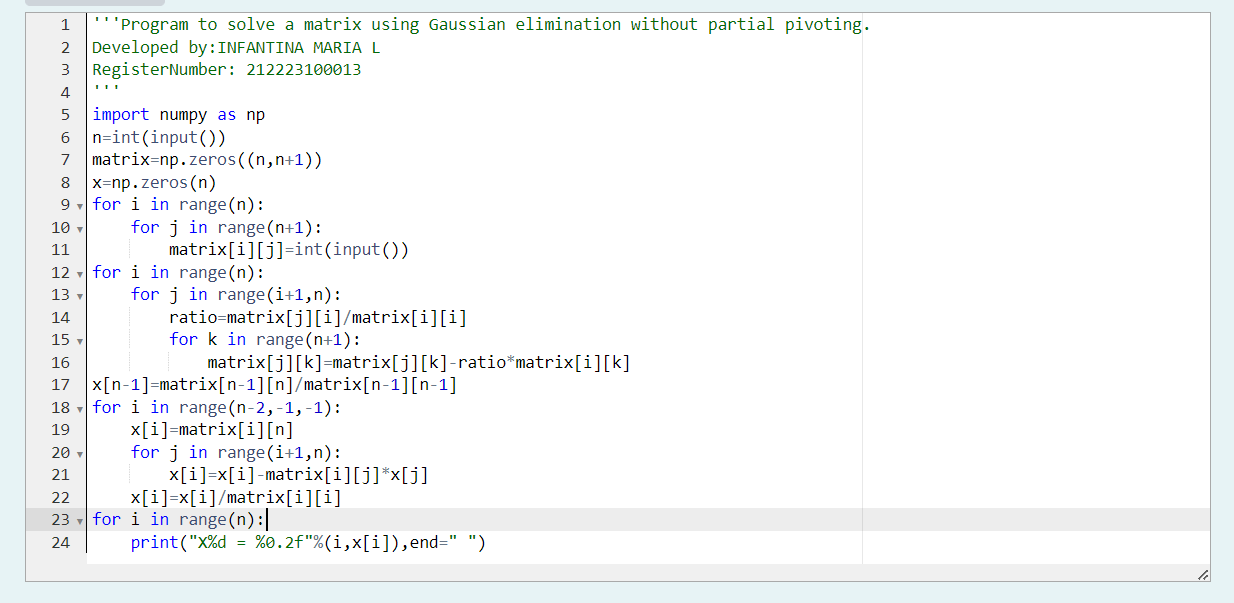 1 '''Program to solve a matrix using Gaussian elimination without partial pivoting.
2 Developed by:INFANTINA MARIA L
3 RegisterNumber: 212223100013
4 '''
5 import numpy as np
6 n=int(input())
7 matrix=np.zeros((n,n+1))
8 x=np.zeros(n)
9 for i in range(n):
10     for j in range(n+1):
11         matrix[i][j]=int(input())
12 for i in range(n):
13     for j in range(i+1,n):
14         ratio=matrix[j][i]/matrix[i][i]
15         for k in range(n+1):
16             matrix[j][k]=matrix[j][k]-ratio*matrix[i][k]
17 x[n-1]=matrix[n-1][n]/matrix[n-1][n-1]
18 for i in range(n-2,-1,-1):
19     x[i]=matrix[i][n]
20     for j in range(i+1,n):
21         x[i]=x[i]-matrix[i][j]*x[j]
22     x[i]=x[i]/matrix[i][i]
23 for i in range(n):
24     print("X%d = %0.2f"%(i,x[i]),end=" ")